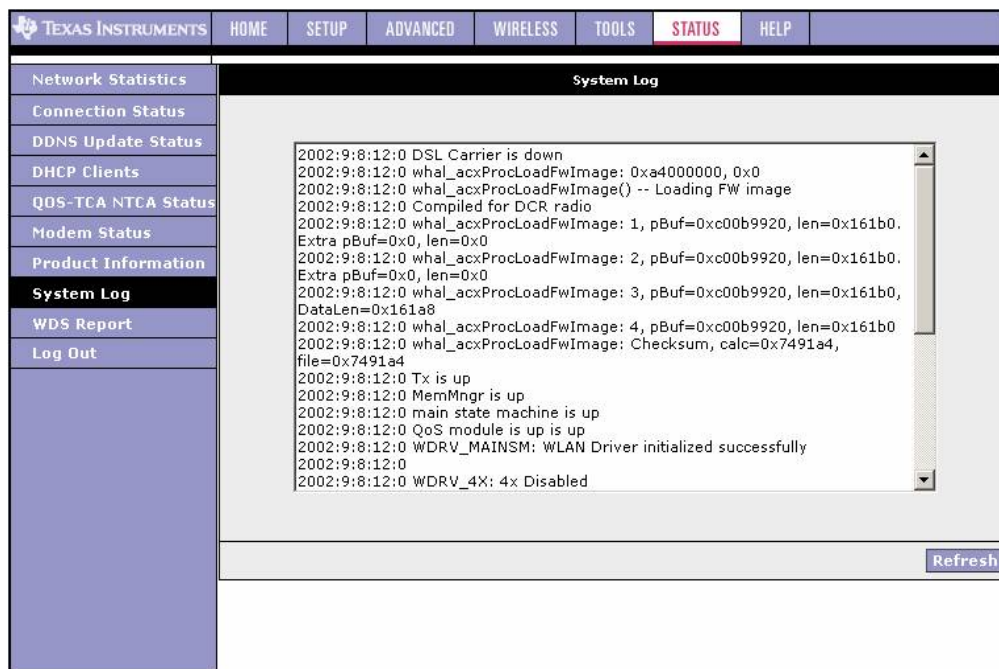 TEXAS INSTRUMENTS
HOME
SETUP
ADVANCED
WIRELESS
TOOLS
STATUS
HELP
Network Statistics
Connection Status
DDNS Update Status
DHCP Clients
QOS-TCA NTCA Status
Modem Status
Product Information
System Log
WDS Report
Log Out
System Log
2002:9:8:12:0 DSL Carrier is down
2002:9:8:12:0 whal_acxProcLoadFwImage: 0xa4000000, 0x0
2002:9:8:12:0 whal_acxProcLoadFwImage() -- Loading FW image
2002:9:8:12:0 Compiled for DCR radio
2002:9:8:12:0 whal_acxProcLoadFwImage: 1, pBuf=0xc00b9920, len=0x161b0.
Extra pBuf=0x0, len=0x0
2002:9:8:12:0 whal_acxProcLoadFwImage: 2, pBuf=0xc00b9920, len=0x161b0.
Extra pBuf=0x0, len=0x0
2002:9:8:12:0 whal_acxProcLoadFwImage: 3, pBuf=0xc00b9920, len=0x161b0,
DataLen=0x161a8
2002:9:8:12:0 whal_acxProcLoadFwImage: 4, pBuf=0xc00b9920, len=0x161b0
2002:9:8:12:0 whal_acxProcLoadFwImage: Checksum, calc=0x7491a4,
file=0x7491a4
2002:9:8:12:0 Tx is up
2002:9:8:12:0 MemMngr is up
2002:9:8:12:0 main state machine is up
2002:9:8:12:0 QoS module is up is up
2002:9:8:12:0 WDRV_MAINSM: WLAN Driver initialized successfully
2002:9:8:12:0
2002:9:8:12:0 WDRV_4X: 4x Disabled
Refresh